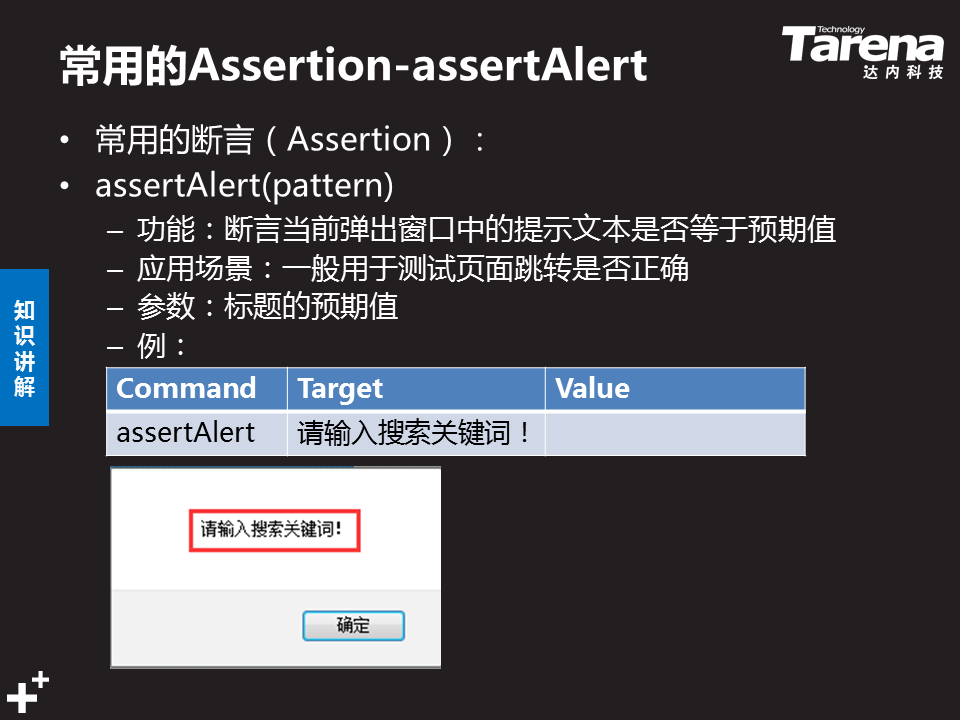 常用的Assertion-assertAlert
Technology
Tarena
达内科技
• 常用的断言（Assertion）：
• assertAlert(pattern)
– 功能：断言当前弹出窗口中的提示文本是否等于预期值
– 应用场景：一般用于测试页面跳转是否正确
– 参数：标题的预期值
– 例：
知识讲解
Command Target Value
assertAlert 请输入搜索关键词！
请输入搜索关键词!
确定